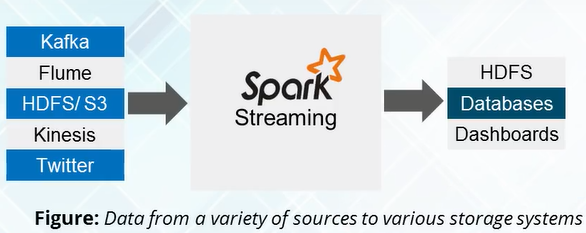 Kafka
Flume
HDFS/ S3
Kinesis
Twitter
Spark
Streaming
HDFS
Databases
Dashboards
Figure: Data from a variety of sources to various storage systems